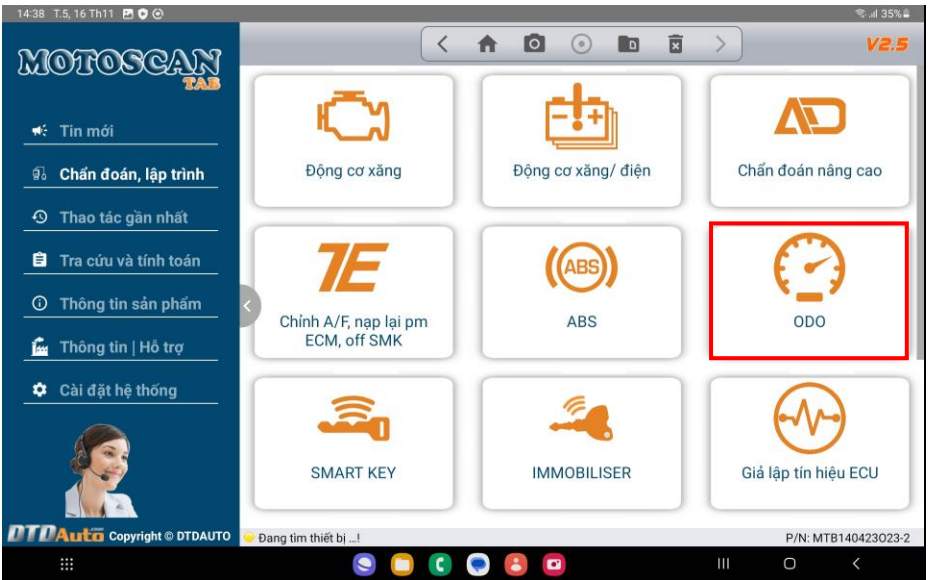 14:38 T.5, 16 Th11
35%
MOTOSCAN
TAB
V2.5
Tin mới
Chẩn đoán, lập trình
Thao tác gần nhất
Tra cứu và tính toán
Thông tin sản phẩm
Thông tin | Hỗ trợ
Cài đặt hệ thống
Động cơ xăng
Động cơ xăng/ điện
AD
Chẩn đoán nâng cao
7E
Chỉnh A/F, nạp lại pm
ECM, off SMK
ABS
ABS
ODO
SMART KEY
IMMOBILISER
Giả lập tín hiệu ECU
DTDAuto Copyright © DTDAUTO
Đang tìm thiết bị ...!
P/N: MTB140423O23-2